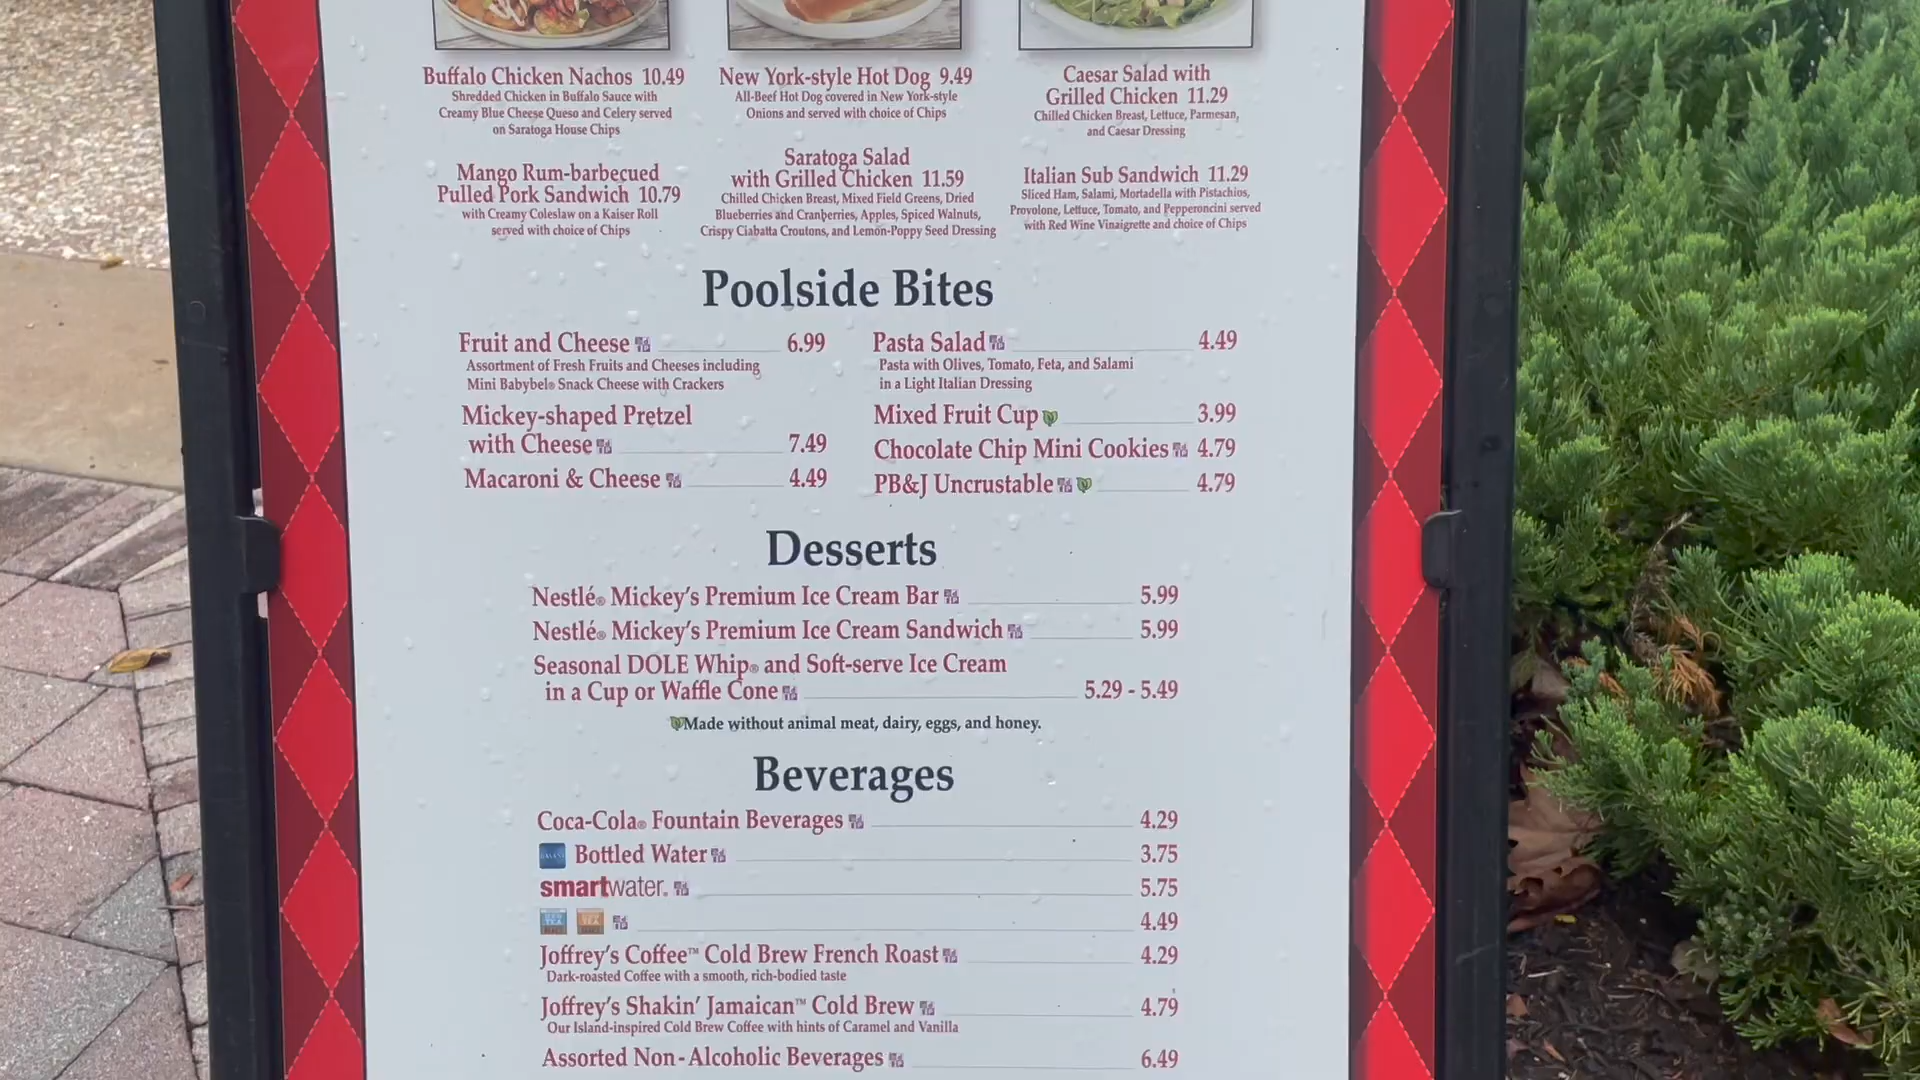 Buffalo Chicken Nachos 10.49
Shredded Chicken in Buffalo Sauce with
Creamy Blue Cheese Queso and Celery served
on Saratoga House Chips
New York-style Hot Dog 9.49
All-Beef Hot Dog covered in New York-style
Onions and served with choice of Chips
Caesar Salad with
Grilled Chicken 11.29
Chilled Chicken Breast, Lettuce, Parmesan,
and Caesar Dressing
Mango Rum-barbecued
Pulled Pork Sandwich 10.79
with Creamy Coleslaw on a Kaiser Roll
served with choice of Chips
Saratoga Salad
with Grilled Chicken 11.59
Chilled Chicken Breast, Mixed Field Greens, Dried
Blueberries and Cranberries, Apples, Spiced Walnuts,
Crispy Ciabatta Croutons, and Lemon-Poppy Seed Dressing
Italian Sub Sandwich 11.29
Sliced Ham, Salami, Mortadella with Pistachios,
Provolone, Lettuce, Tomato, and Pepperoncini served
with Red Wine Vinaigrette and choice of Chips
Poolside Bites
Fruit and Cheese 6.99
Assortment of Fresh Fruits and Cheeses including
Mini Babybel® Snack Cheese with Crackers
Mickey-shaped Pretzel
with Cheese 7.49
Macaroni & Cheese 4.49
Pasta Salad 4.49
Pasta with Olives, Tomato, Feta, and Salami
in a Light Italian Dressing
Mixed Fruit Cup 3.99
Chocolate Chip Mini Cookies 4.79
PB&J Uncrustable 4.79
Desserts
Nestlé® Mickey's Premium Ice Cream Bar 5.99
Nestlé® Mickey's Premium Ice Cream Sandwich 5.99
Seasonal DOLE Whip® and Soft-serve Ice Cream
in a Cup or Waffle Cone 5.29 - 5.49
Made without animal meat, dairy, eggs, and honey.
Beverages
Coca-Cola® Fountain Beverages 4.29
Bottled Water 3.75
smartwater. 5.75
4.49
Joffrey's Coffee™ Cold Brew French Roast 4.29
Dark-roasted Coffee with a smooth, rich-bodied taste
Joffrey's Shakin' Jamaican™ Cold Brew 4.79
Our Island-inspired Cold Brew Coffee with hints of Caramel and Vanilla
Assorted Non-Alcoholic Beverages 6.49